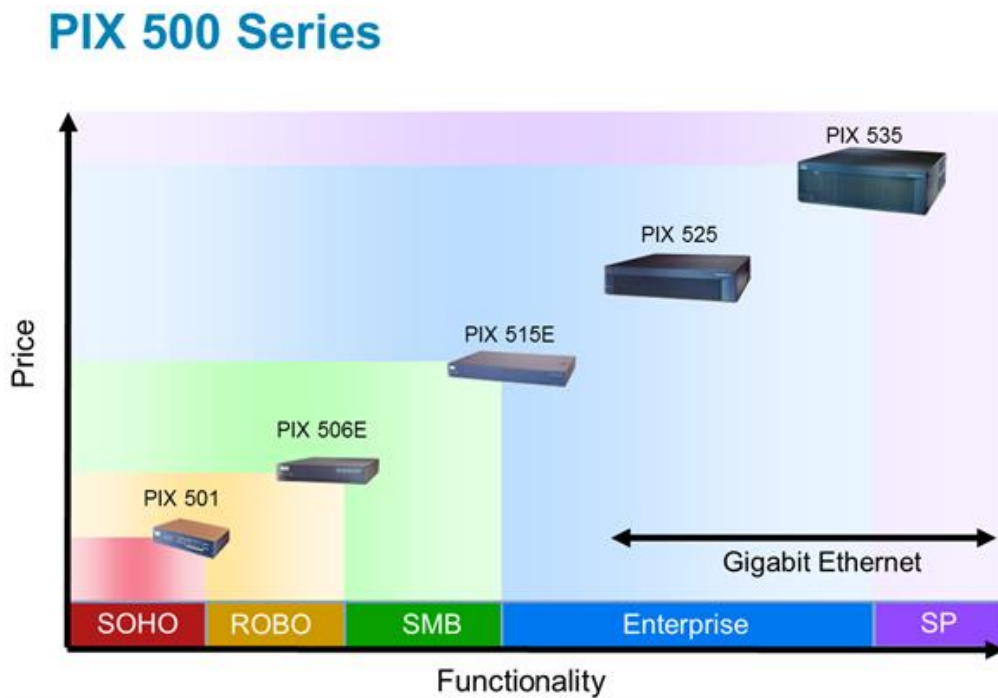 PIX 500 Series
PIX 535
PIX 525
PIX 515E
PIX 506E
PIX 501
Price
Gigabit Ethernet
SOHO
ROBO
SMB
Enterprise
SP
Functionality